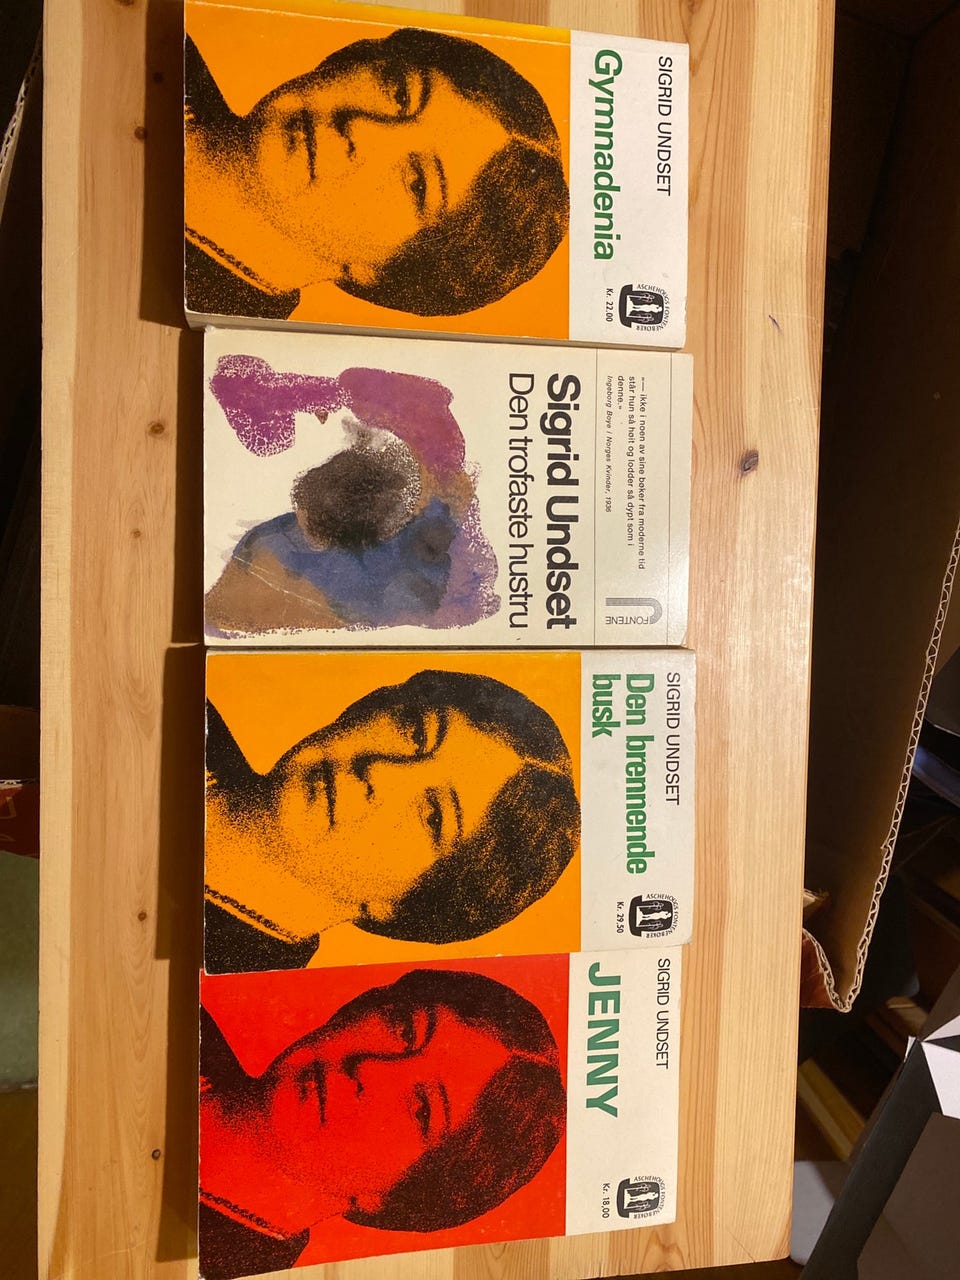 SIGRID UNDSET
Gymnadenia
ASCHEHOUGS FONTENEBØKER
Kr. 22,00
«— ikke i noen av sine bøker fra moderne tid
står hun så høit og lodder så dypt som i
denne.»
Ingeborg Boye i Norges Kvinder, 1936
FONTENE
Sigrid Undset
Den trofaste hustru
SIGRID UNDSET
Den brennende
busk
ASCHEHOUGS FONTENEBØKER
Kr. 29,50
SIGRID UNDSET
JENNY
ASCHEHOUGS FONTENEBØKER
Kr. 18,00